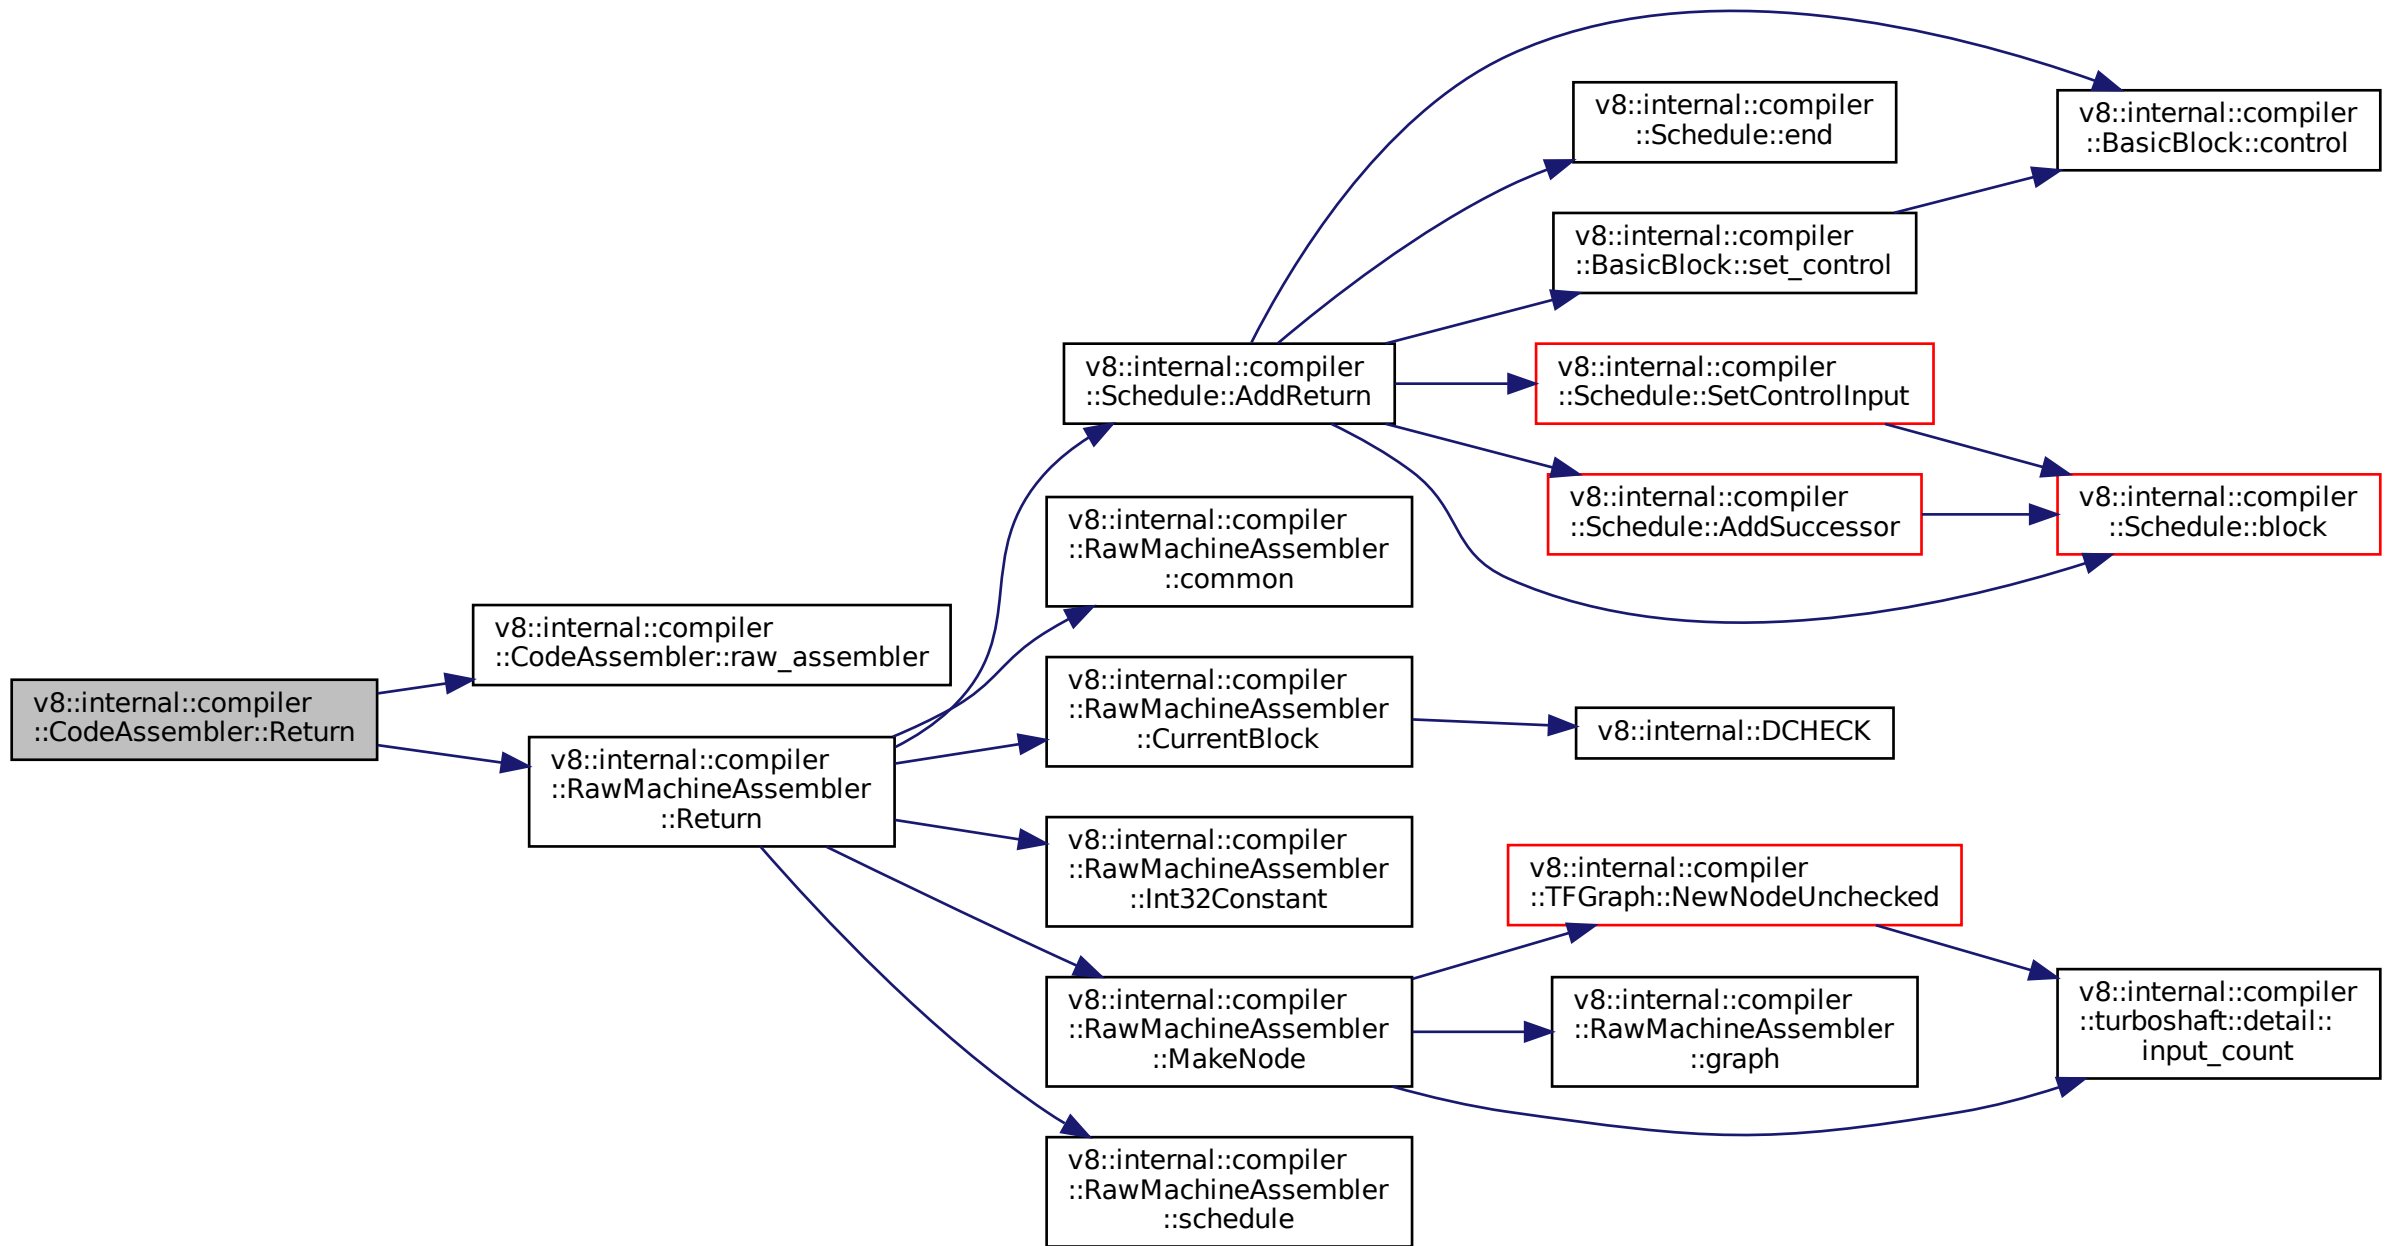 v8::internal::compiler
::CodeAssembler::Return
v8::internal::compiler
::CodeAssembler::raw_assembler
v8::internal::compiler
::RawMachineAssembler
::Return
v8::internal::compiler
::Schedule::AddReturn
v8::internal::compiler
::RawMachineAssembler
::common
v8::internal::compiler
::RawMachineAssembler
::CurrentBlock
v8::internal::compiler
::RawMachineAssembler
::Int32Constant
v8::internal::compiler
::RawMachineAssembler
::MakeNode
v8::internal::compiler
::RawMachineAssembler
::schedule
v8::internal::compiler
::Schedule::end
v8::internal::compiler
::BasicBlock::set_control
v8::internal::compiler
::Schedule::SetControlInput
v8::internal::compiler
::Schedule::AddSuccessor
v8::internal::DCHECK
v8::internal::compiler
::TFGraph::NewNodeUnchecked
v8::internal::compiler
::RawMachineAssembler
::graph
v8::internal::compiler
::BasicBlock::control
v8::internal::compiler
::Schedule::block
v8::internal::compiler
::turboshaft::detail::
input_count